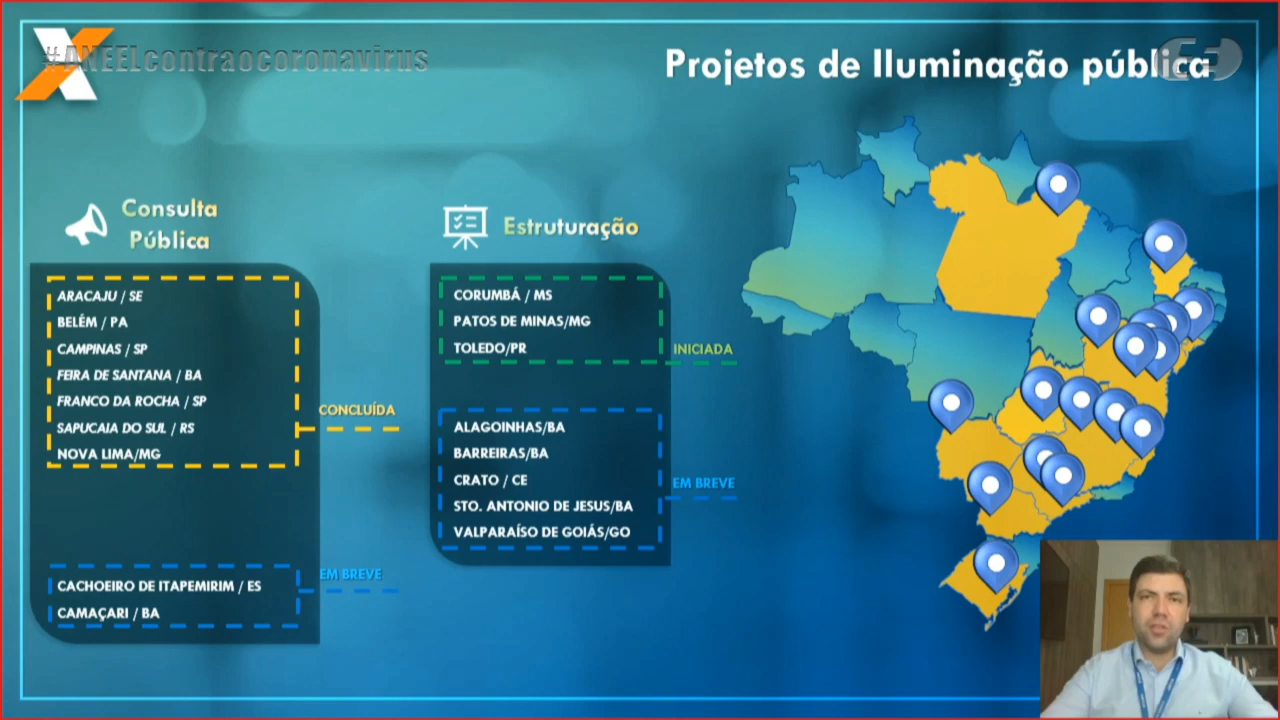 #ANEELcontraocoronavirus
Projetos de Iluminação pública
Consulta
Pública
ARACAJU / SE
BELÉM / PA
CAMPINAS / SP
FEIRA DE SANTANA / BA
FRANCO DA ROCHA / SP
SAPUCAIA DO SUL / RS
NOVA LIMA/MG
CONCLUÍDA
CACHOEIRO DE ITAPEMIRIM / ES
CAMAÇARI / BA
EM BREVE
Estruturação
CORUMBÁ / MS
PATOS DE MINAS/MG
TOLEDO/PR
INICIADA
ALAGOINHAS/BA
BARREIRAS/BA
CRATO / CE
STO. ANTONIO DE JESUS/BA
VALPARAÍSO DE GOIÁS/GO
EM BREVE